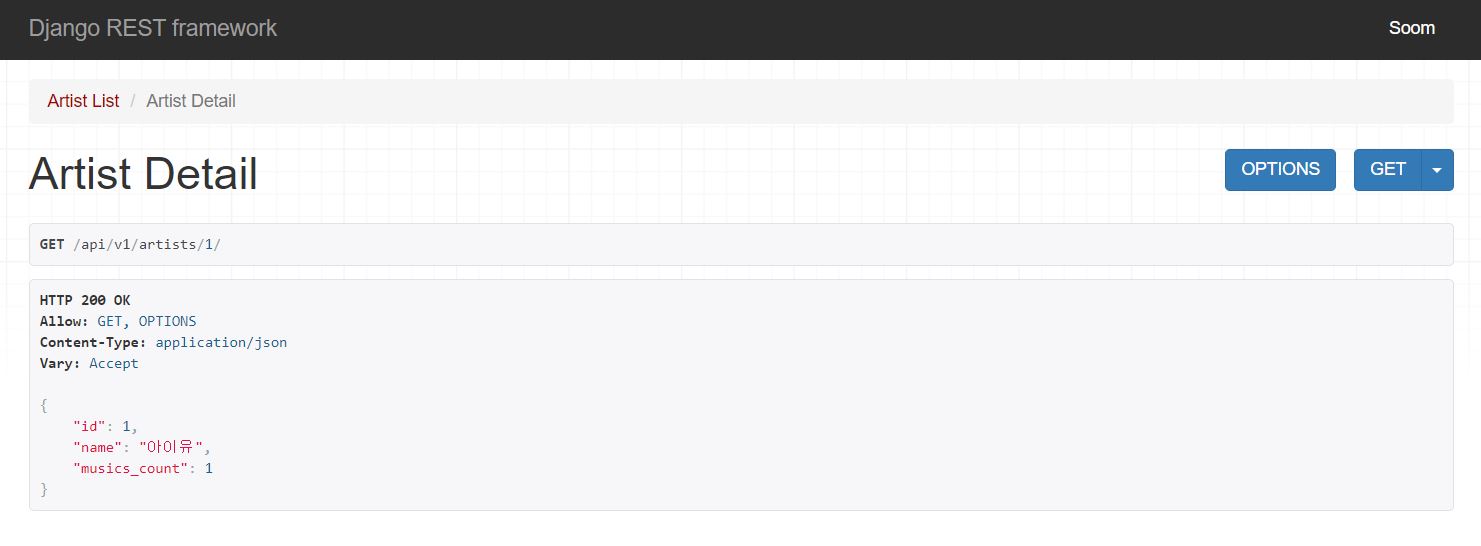 Django REST framework
Soom
Artist List / Artist Detail
Artist Detail
OPTIONS
GET
GET /api/v1/artists/1/
HTTP 200 OK
Allow: GET, OPTIONS
Content-Type: application/json
Vary: Accept
{
    "id": 1,
    "name": "아이유",
    "musics_count": 1
}